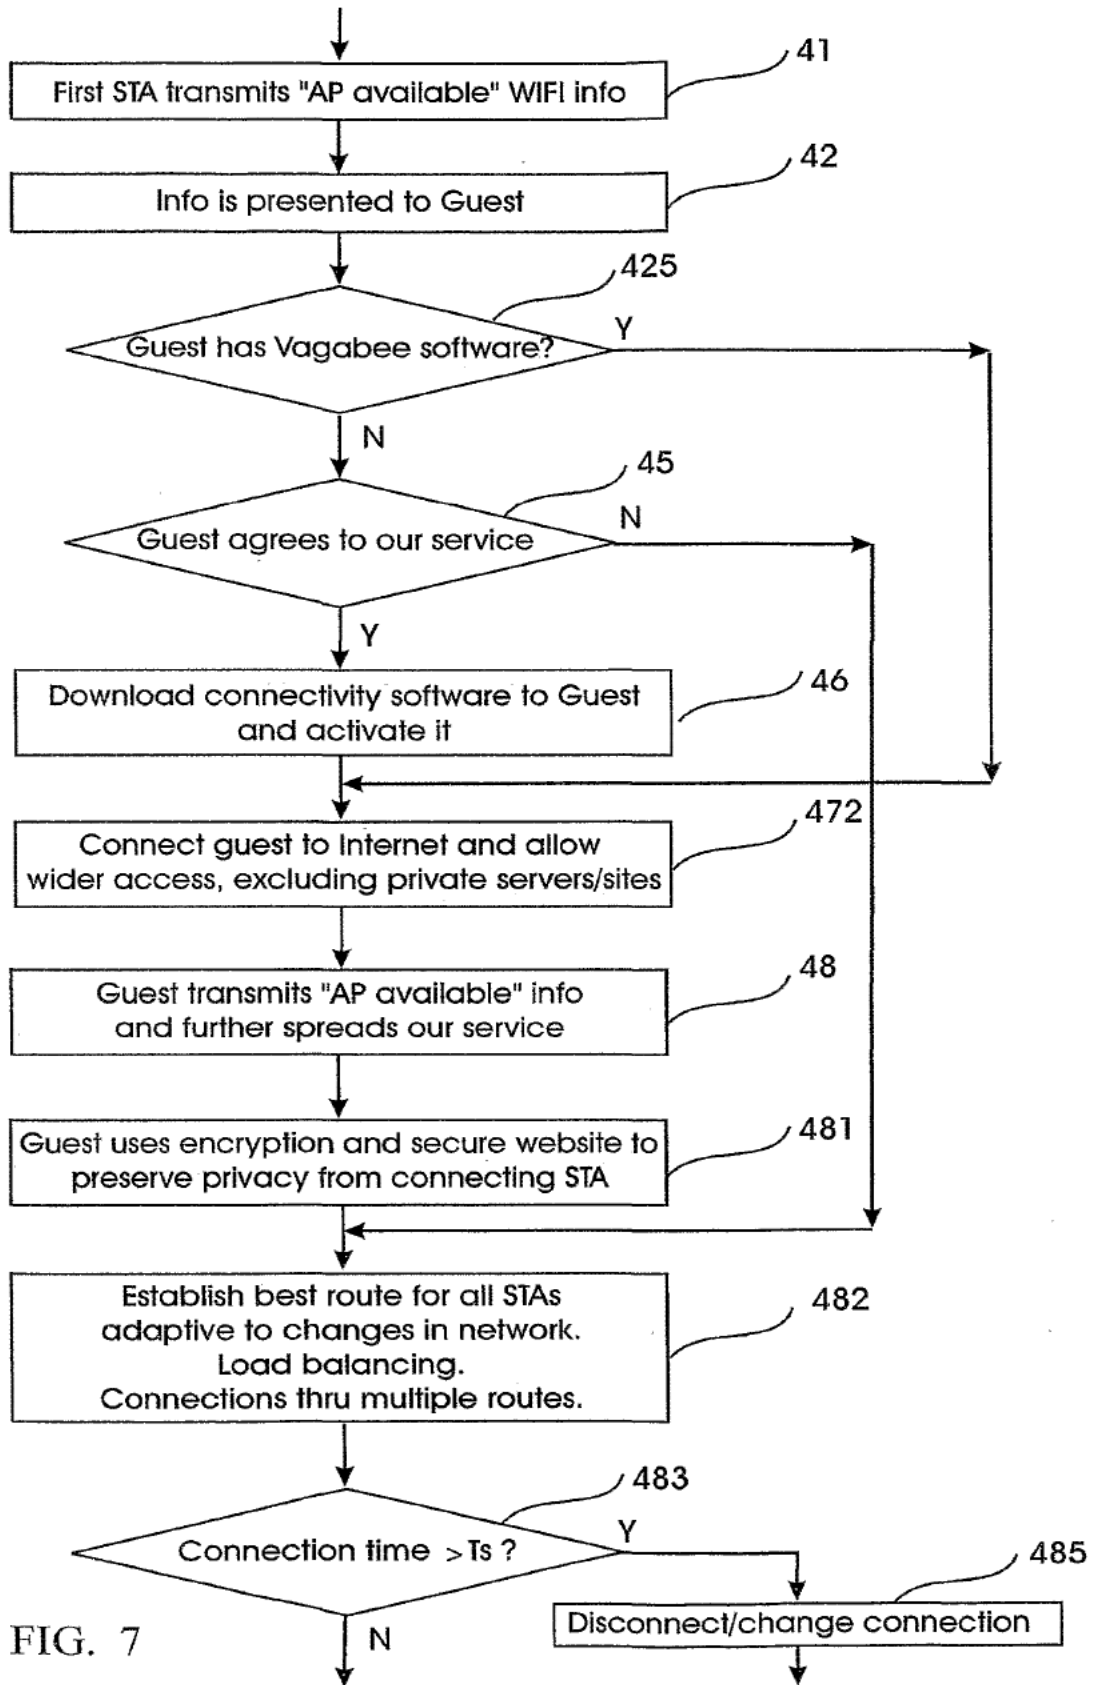 41
First STA transmits "AP available" WIFI info
42
Info is presented to Guest
425
Guest has Vagabee software?
Y
N
45
Guest agrees to our service
N
Y
46
Download connectivity software to Guest
and activate it
472
Connect guest to Internet and allow
wider access, excluding private servers/sites
48
Guest transmits "AP available" info
and further spreads our service
481
Guest uses encryption and secure website to
preserve privacy from connecting STA
482
Establish best route for all STAs
adaptive to changes in network.
Load balancing.
Connections thru multiple routes.
483
Connection time >Ts ?
Y
485
Disconnect/change connection
N
FIG. 7